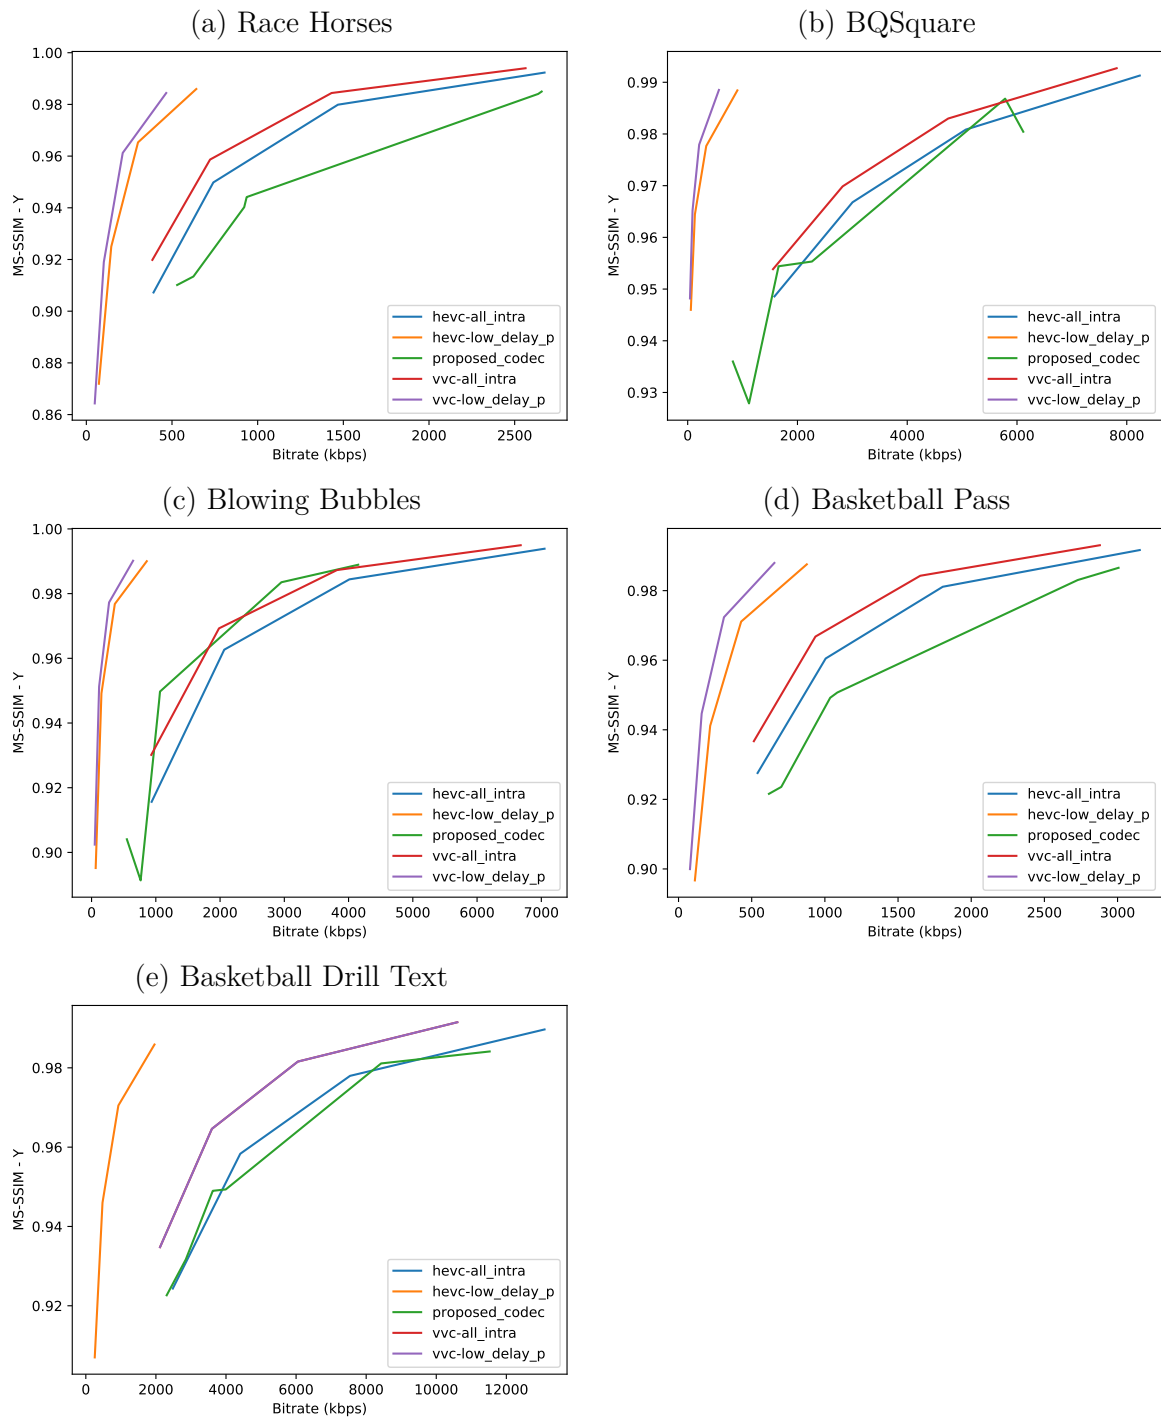 (a) Race Horses
1.00
0.98
0.96
0.94
0.92
0.90
0.88
0.86
MS-SSIM - Y
0 500 1000 1500 2000 2500
Bitrate (kbps)
hevc-all_intra
hevc-low_delay_p
proposed_codec
vvc-all_intra
vvc-low_delay_p
(b) BQSquare
0.99
0.98
0.97
0.96
0.95
0.94
0.93
MS-SSIM - Y
0 2000 4000 6000 8000
Bitrate (kbps)
hevc-all_intra
hevc-low_delay_p
proposed_codec
vvc-all_intra
vvc-low_delay_p
(c) Blowing Bubbles
1.00
0.98
0.96
0.94
0.92
0.90
MS-SSIM - Y
0 1000 2000 3000 4000 5000 6000 7000
Bitrate (kbps)
hevc-all_intra
hevc-low_delay_p
proposed_codec
vvc-all_intra
vvc-low_delay_p
(d) Basketball Pass
0.98
0.96
0.94
0.92
0.90
MS-SSIM - Y
0 500 1000 1500 2000 2500 3000
Bitrate (kbps)
hevc-all_intra
hevc-low_delay_p
proposed_codec
vvc-all_intra
vvc-low_delay_p
(e) Basketball Drill Text
0.98
0.96
0.94
0.92
MS-SSIM - Y
0 2000 4000 6000 8000 10000 12000
Bitrate (kbps)
hevc-all_intra
hevc-low_delay_p
proposed_codec
vvc-all_intra
vvc-low_delay_p